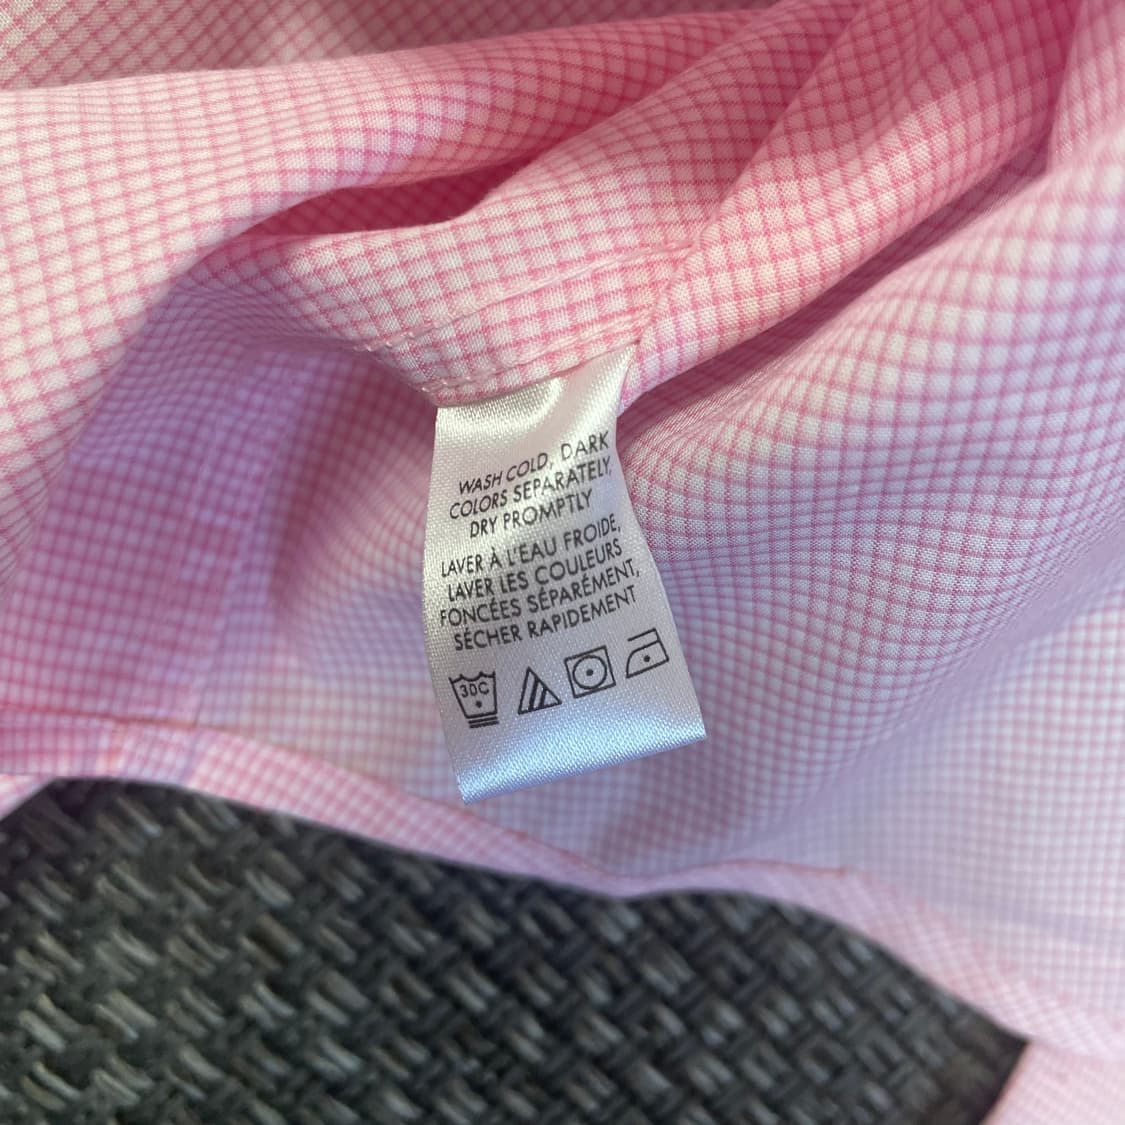 WASH COLD, DARK
COLORS SEPARATELY,
DRY PROMPTLY
LAVER À L'EAU FROIDE,
LAVER LES COULEURS
FONCÉES SÉPARÉMENT,
SÉCHER RAPIDEMENT
30C